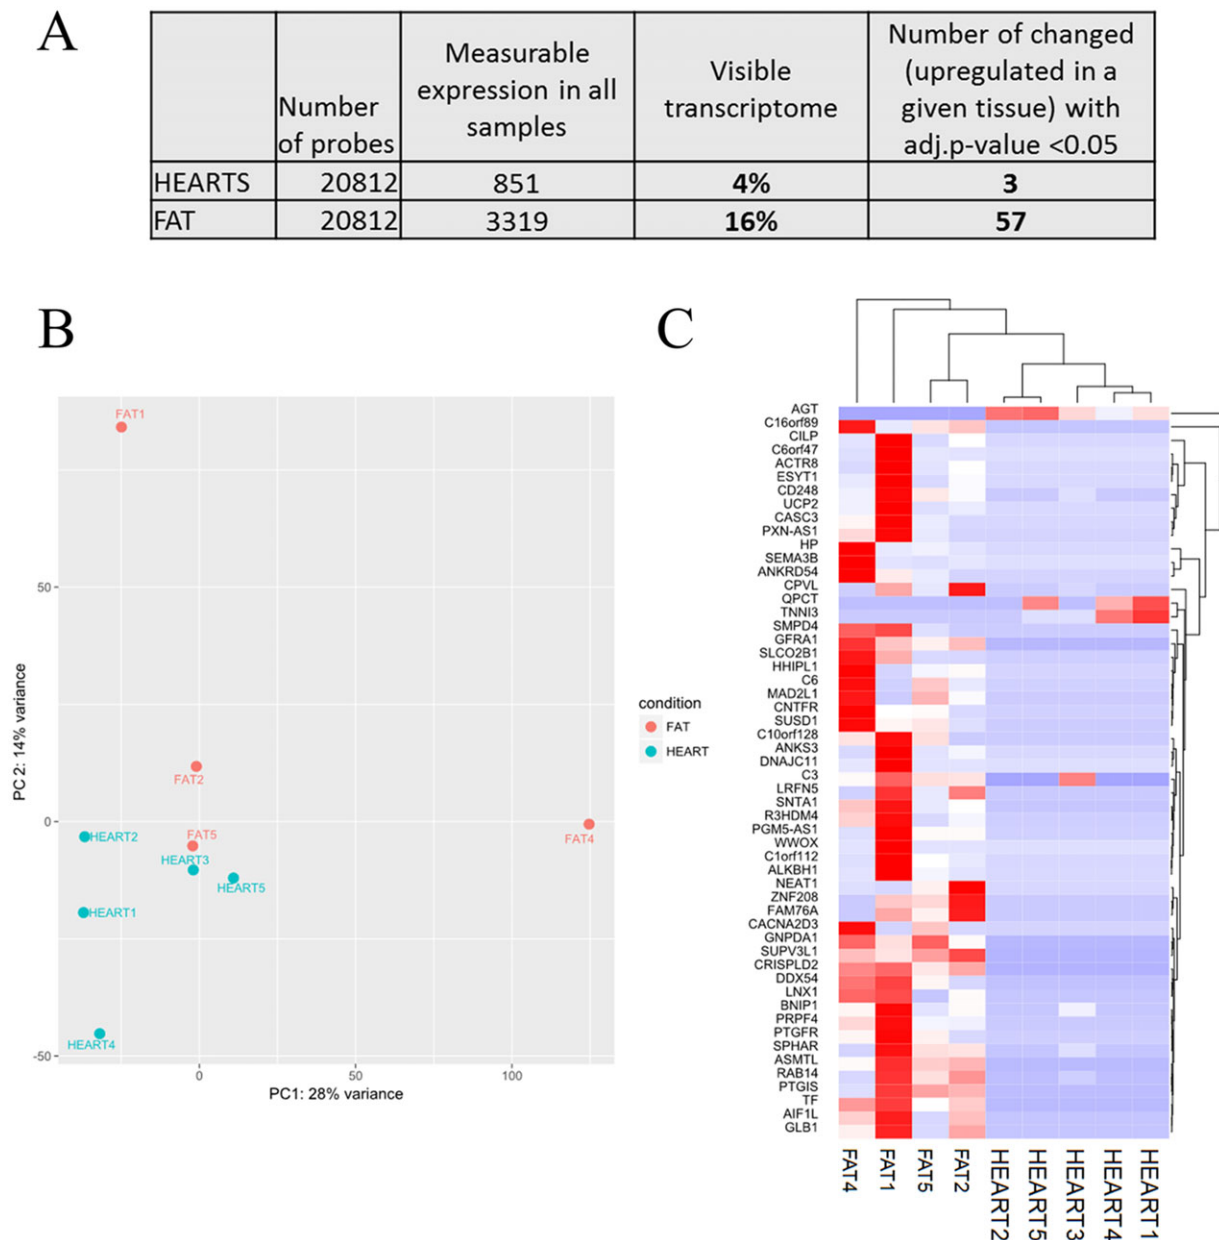 A
Number of probes
Measurable expression in all samples
Visible transcriptome
Number of changed (upregulated in a given tissue) with adj.p-value <0.05
HEARTS 20812 851 4% 3
FAT 20812 3319 16% 57
B
FAT1
FAT2
FAT5
FAT4
HEART2
HEART3
HEART5
HEART1
HEART4
50
0
-50
PC 2: 14% variance
0 50 100
PC1: 28% variance
condition
FAT
HEART
C
AGT
C16orf89
CILP
C6orf47
ACTR8
ESYT1
CD248
UCP2
CASC3
PXN-AS1
HP
SEMA3B
ANKRD54
CPVL
QPCT
TNNI3
SMPD4
GFRA1
SLCO2B1
HHIPL1
C6
MAD2L1
CNTFR
SUSD1
C10orf128
ANKS3
DNAJC11
C3
LRFN5
SNTA1
R3HDM4
PGM5-AS1
WWOX
C1orf112
ALKBH1
NEAT1
ZNF208
FAM76A
CACNA2D3
GNPDA1
SUPV3L1
CRISPLD2
DDX54
LNX1
BNIP1
PRPF4
PTGFR
SPHAR
ASMTL
RAB14
PTGIS
TF
AIF1L
GLB1
FAT4 FAT1 FAT5 FAT2 HEART2 HEART5 HEART3 HEART4 HEART1